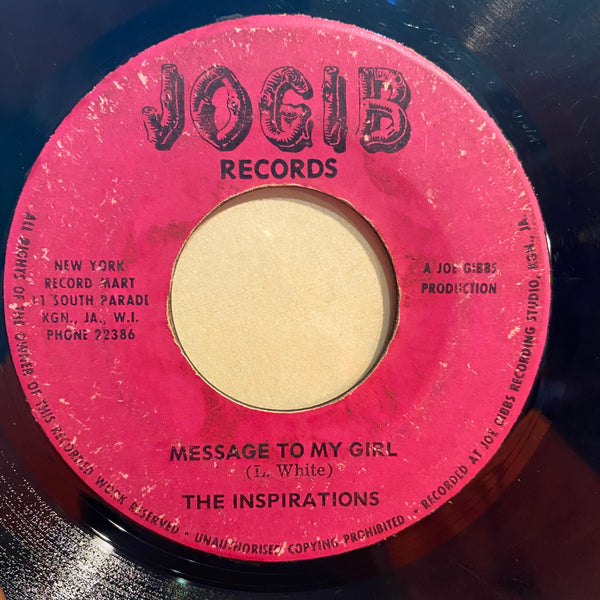 JOGIB
RECORDS
NEW YORK
RECORD MART
11 SOUTH PARADE
KGN., JA., W.I.
PHONE 22386
A JOE GIBBS
PRODUCTION
MESSAGE TO MY GIRL
(L. White)
THE INSPIRATIONS
ALL RIGHTS OF THE OWNER OF THIS RECORDED WORK RESERVED • UNAUTHORISED COPYING PROHIBITED • RECORDED AT JOE GIBBS RECORDING STUDIO, KGN., JA.